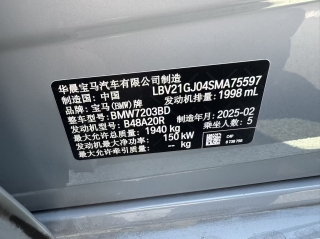 华晨宝马汽车有限公司制造
制造国: 中国 LBV21GJ04SMA75597
品牌: 宝马(BMW)牌 发动机排量: 1998 mL
整车型号: BMW7203BD
发动机型号: B48A20R
最大允许总质量: 1940 kg 制造年月: 2025-02
发动机最大净功率: 150 kW 乘坐人数: 5
最大允许牵引总质量: -- kg